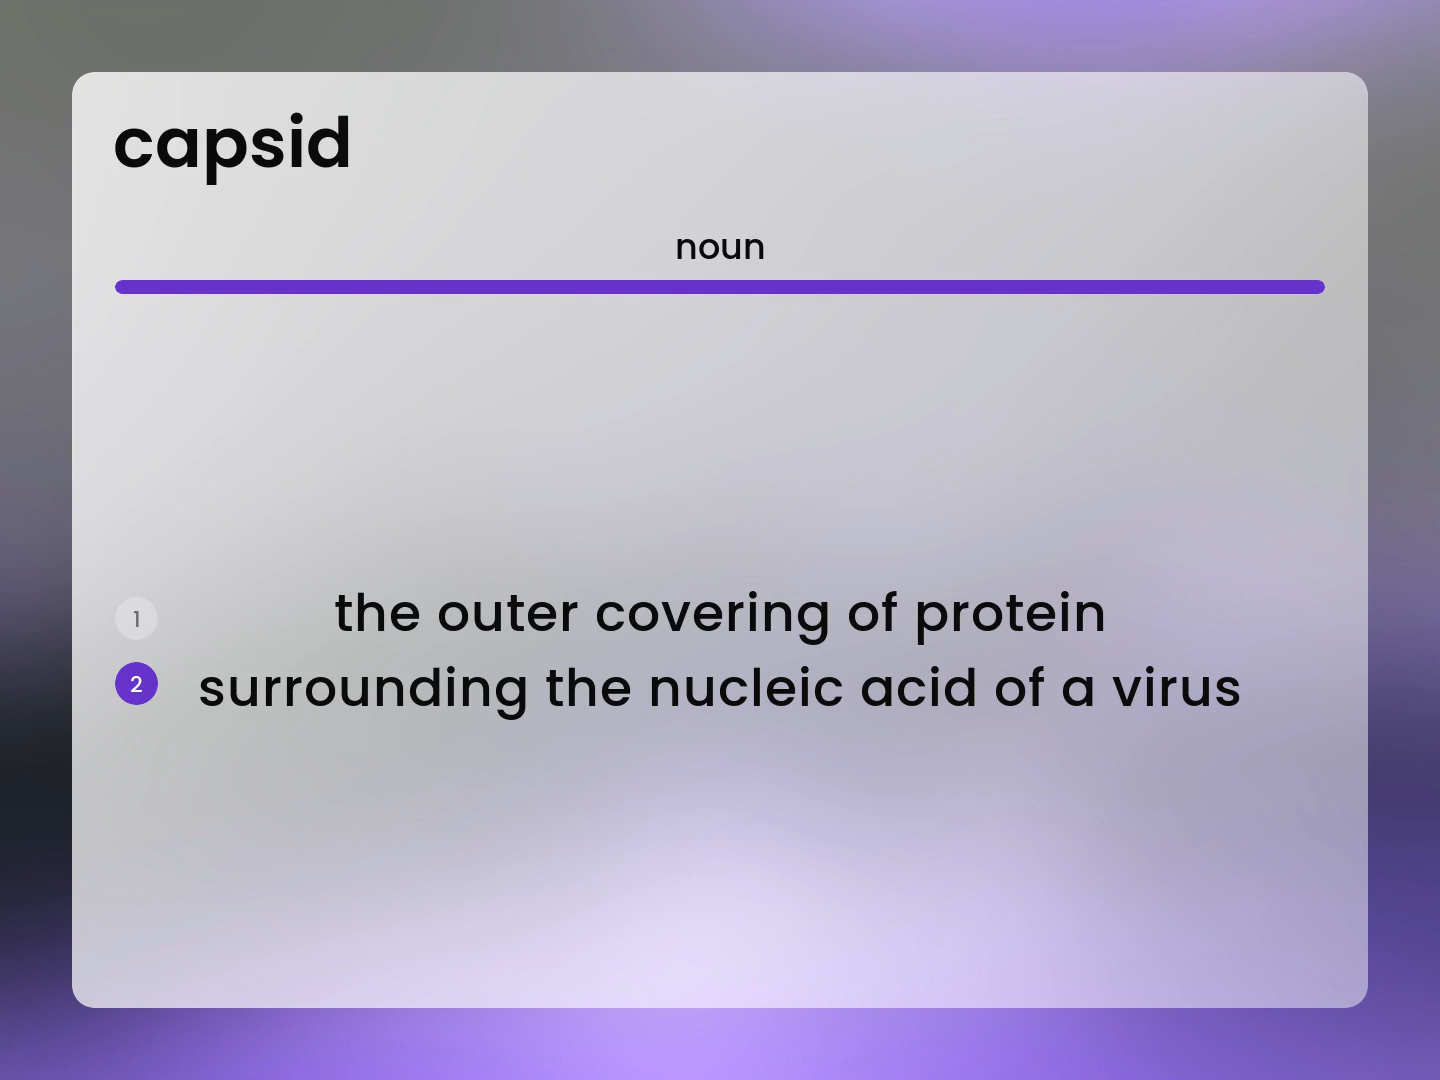 capsid
noun
1
the outer covering of protein
2
surrounding the nucleic acid of a virus